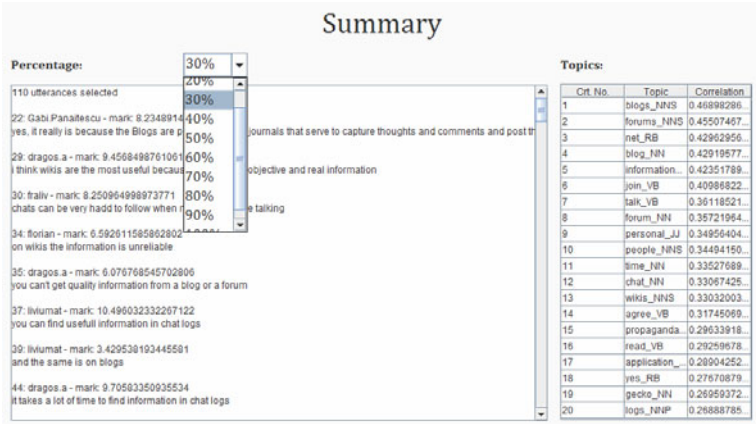 Summary
Percentage:
30%
Topics:
20%
30%
40%
50%
60%
70%
80%
90%
110 utterances selected
22: Gabi.Panaitescu - mark: 8.2348914
yes, it really is because the Blogs are p journals that serve to capture thoughts and comments and post th
29: dragos.a - mark: 9.4568498761061
i think wikis are the most useful becaus objective and real information
30: fraliv - mark: 8.250964998973771
chats can be very hadd to follow when talking
34: florian - mark: 6.592611585862802
on wikis the information is unreliable
35: dragos.a - mark: 6.076768545702806
you can't get quality information from a blog or a forum
37: liviumat - mark: 10.496032332267122
you can find usefull information in chat logs
39: liviumat - mark: 3.429538193445581
and the same is on blogs
44: dragos.a - mark: 9.70583350935534
it takes a lot of time to find information in chat logs
Crt. No. Topic Correlation
1 blogs_NNS 0.46898286...
2 forums_NNS 0.45507467...
3 net_RB 0.42962956...
4 blog_NN 0.42919577...
5 information... 0.42351789...
6 join_VB 0.40986822...
7 talk_VB 0.36118521...
8 forum_NN 0.35721964...
9 personal_JJ 0.34956404...
10 people_NNS 0.34494150...
11 time_NN 0.33527689...
12 chat_NN 0.33067425...
13 wikis_NNS 0.33032003...
14 agree_VB 0.31745069...
15 propaganda... 0.29633918...
16 read_VB 0.29259678...
17 application_... 0.28904252...
18 yes_RB 0.27670879...
19 gecko_NN 0.26959372...
20 logs_NNP 0.26888785...